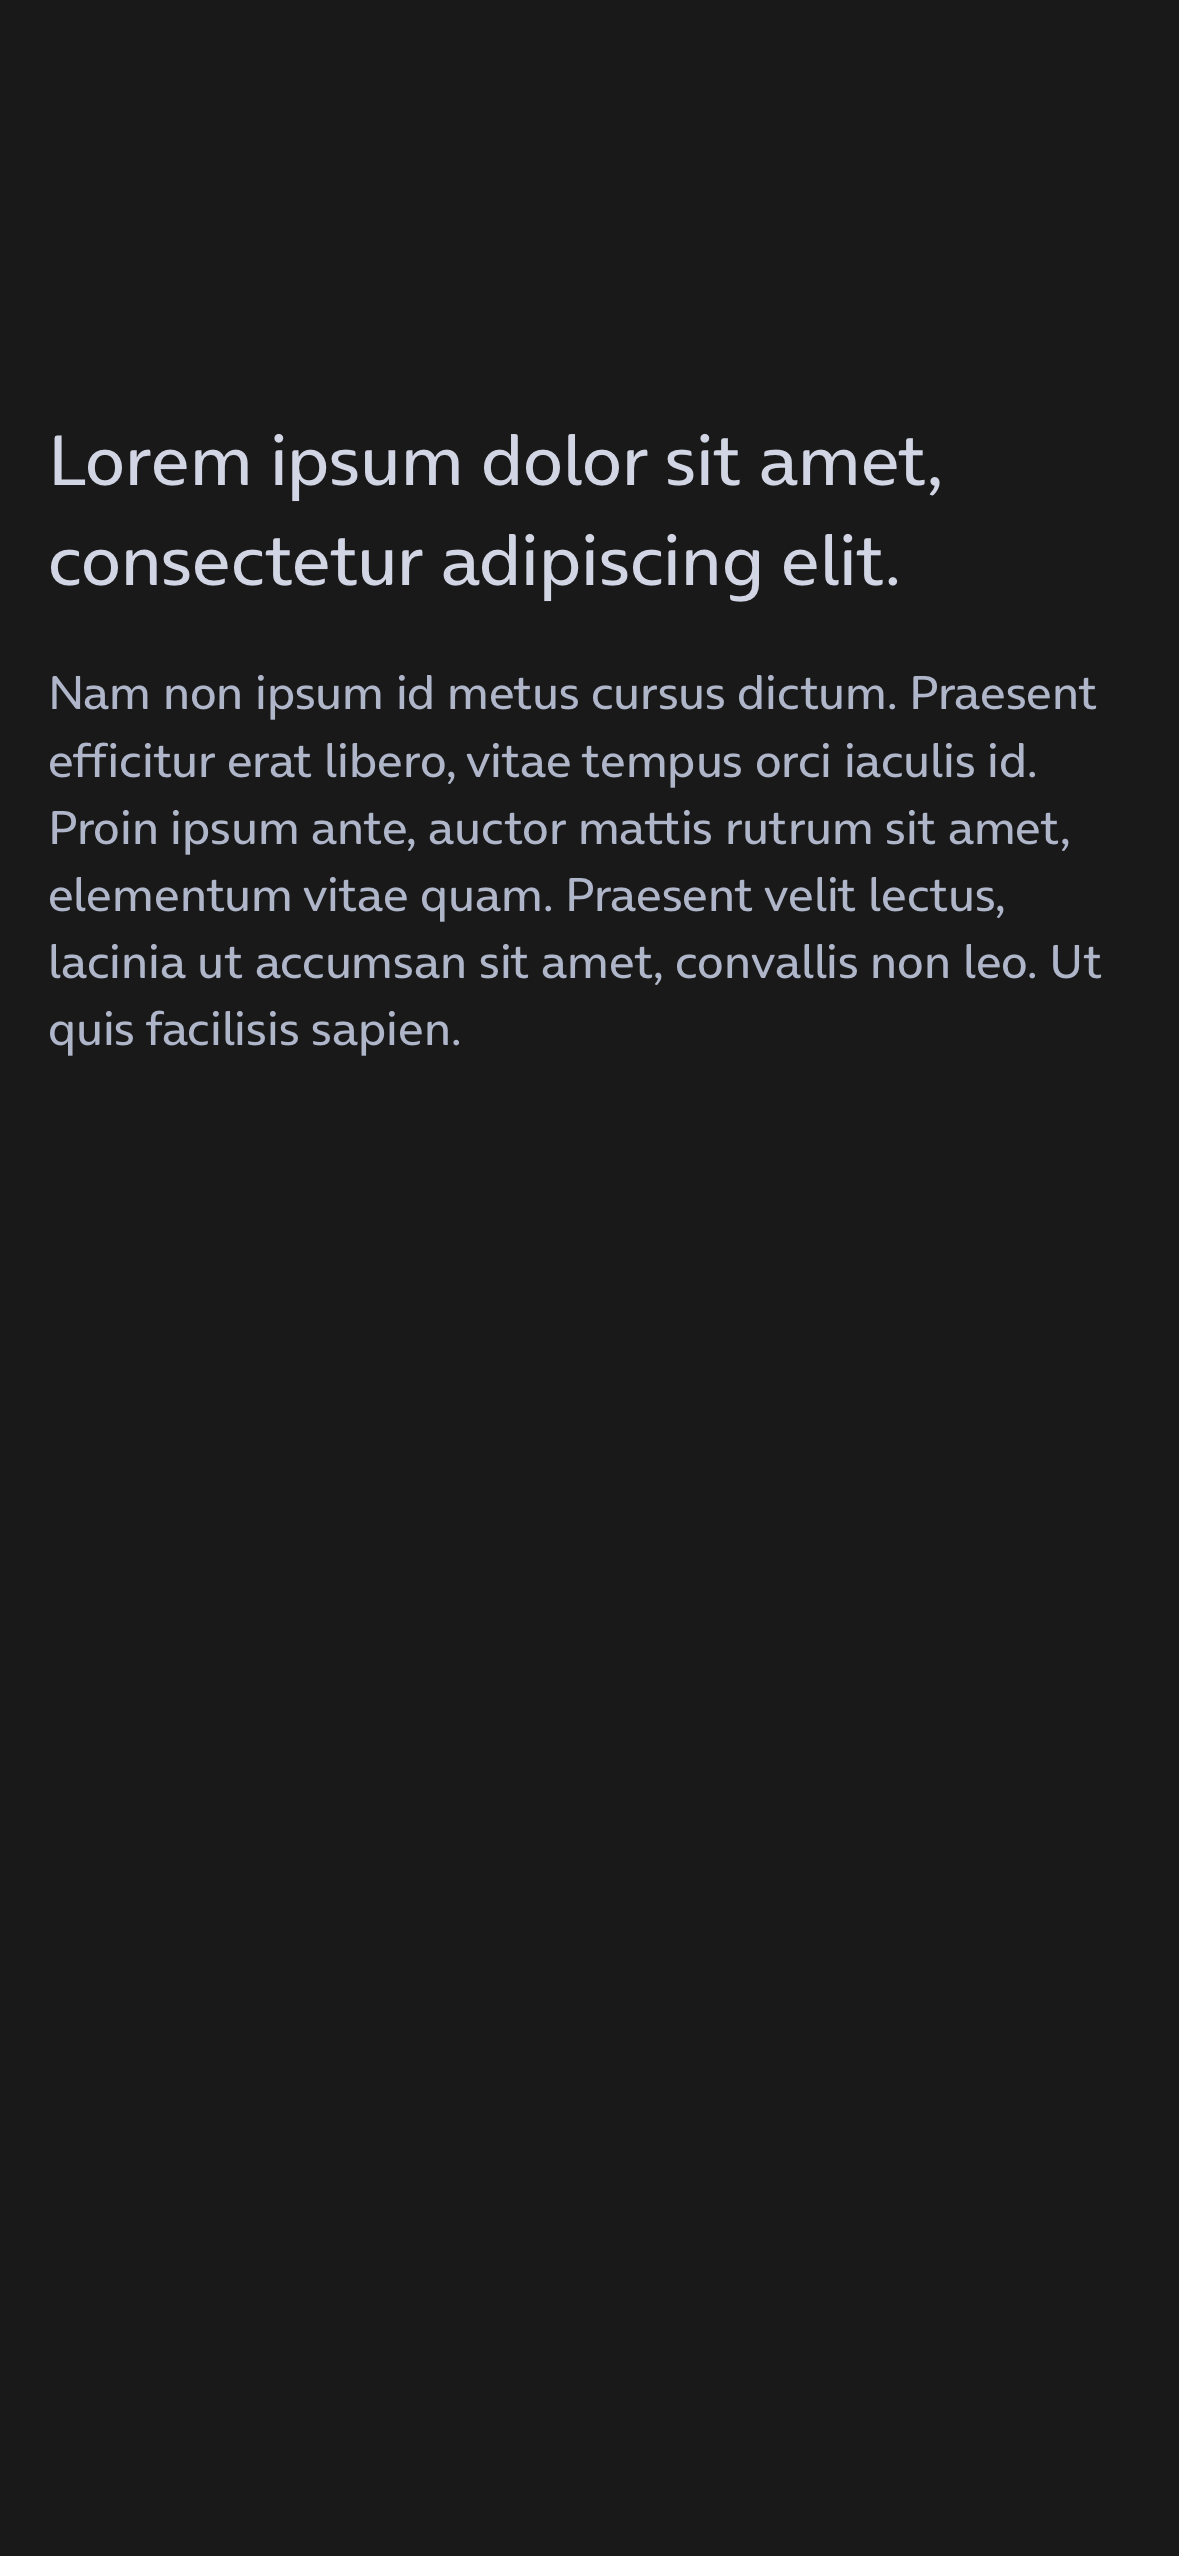 Lorem ipsum dolor sit amet,
consectetur adipiscing elit.
Nam non ipsum id metus cursus dictum. Praesent
efficitur erat libero, vitae tempus orci iaculis id.
Proin ipsum ante, auctor mattis rutrum sit amet,
elementum vitae quam. Praesent velit lectus,
lacinia ut accumsan sit amet, convallis non leo. Ut
quis facilisis sapien.